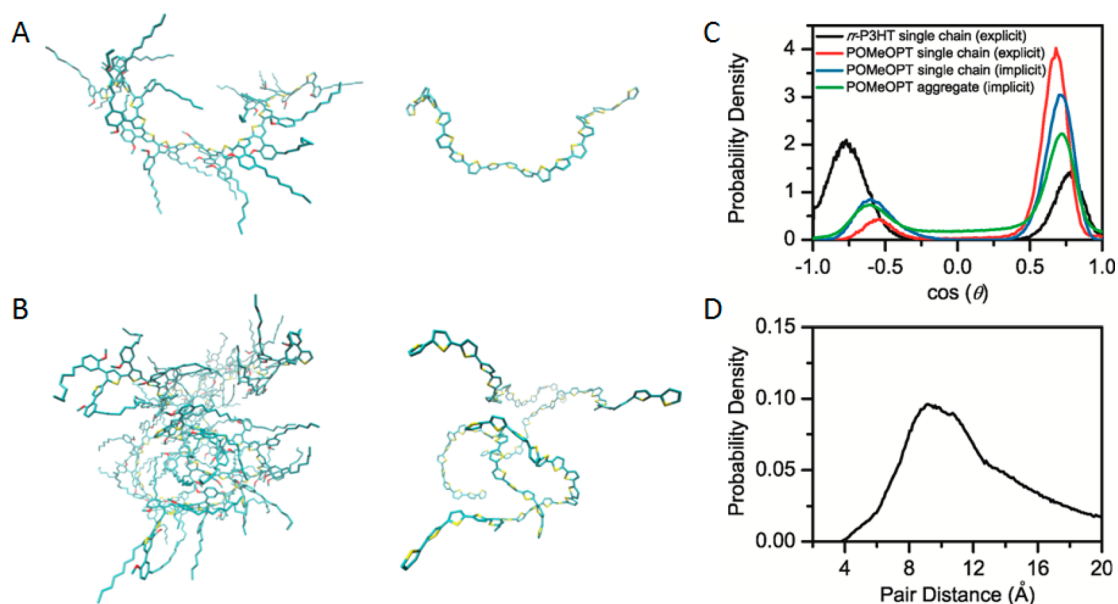 A
B
C
rr-P3HT single chain (explicit)
POMeOPT single chain (explicit)
POMeOPT single chain (implicit)
POMeOPT aggregate (implicit)
Probability Density
4
3
2
1
0
-1.0 -0.5 0.0 0.5 1.0
cos (θ)
D
Probability Density
0.15
0.10
0.05
0.00
4 8 12 16 20
Pair Distance (Å)